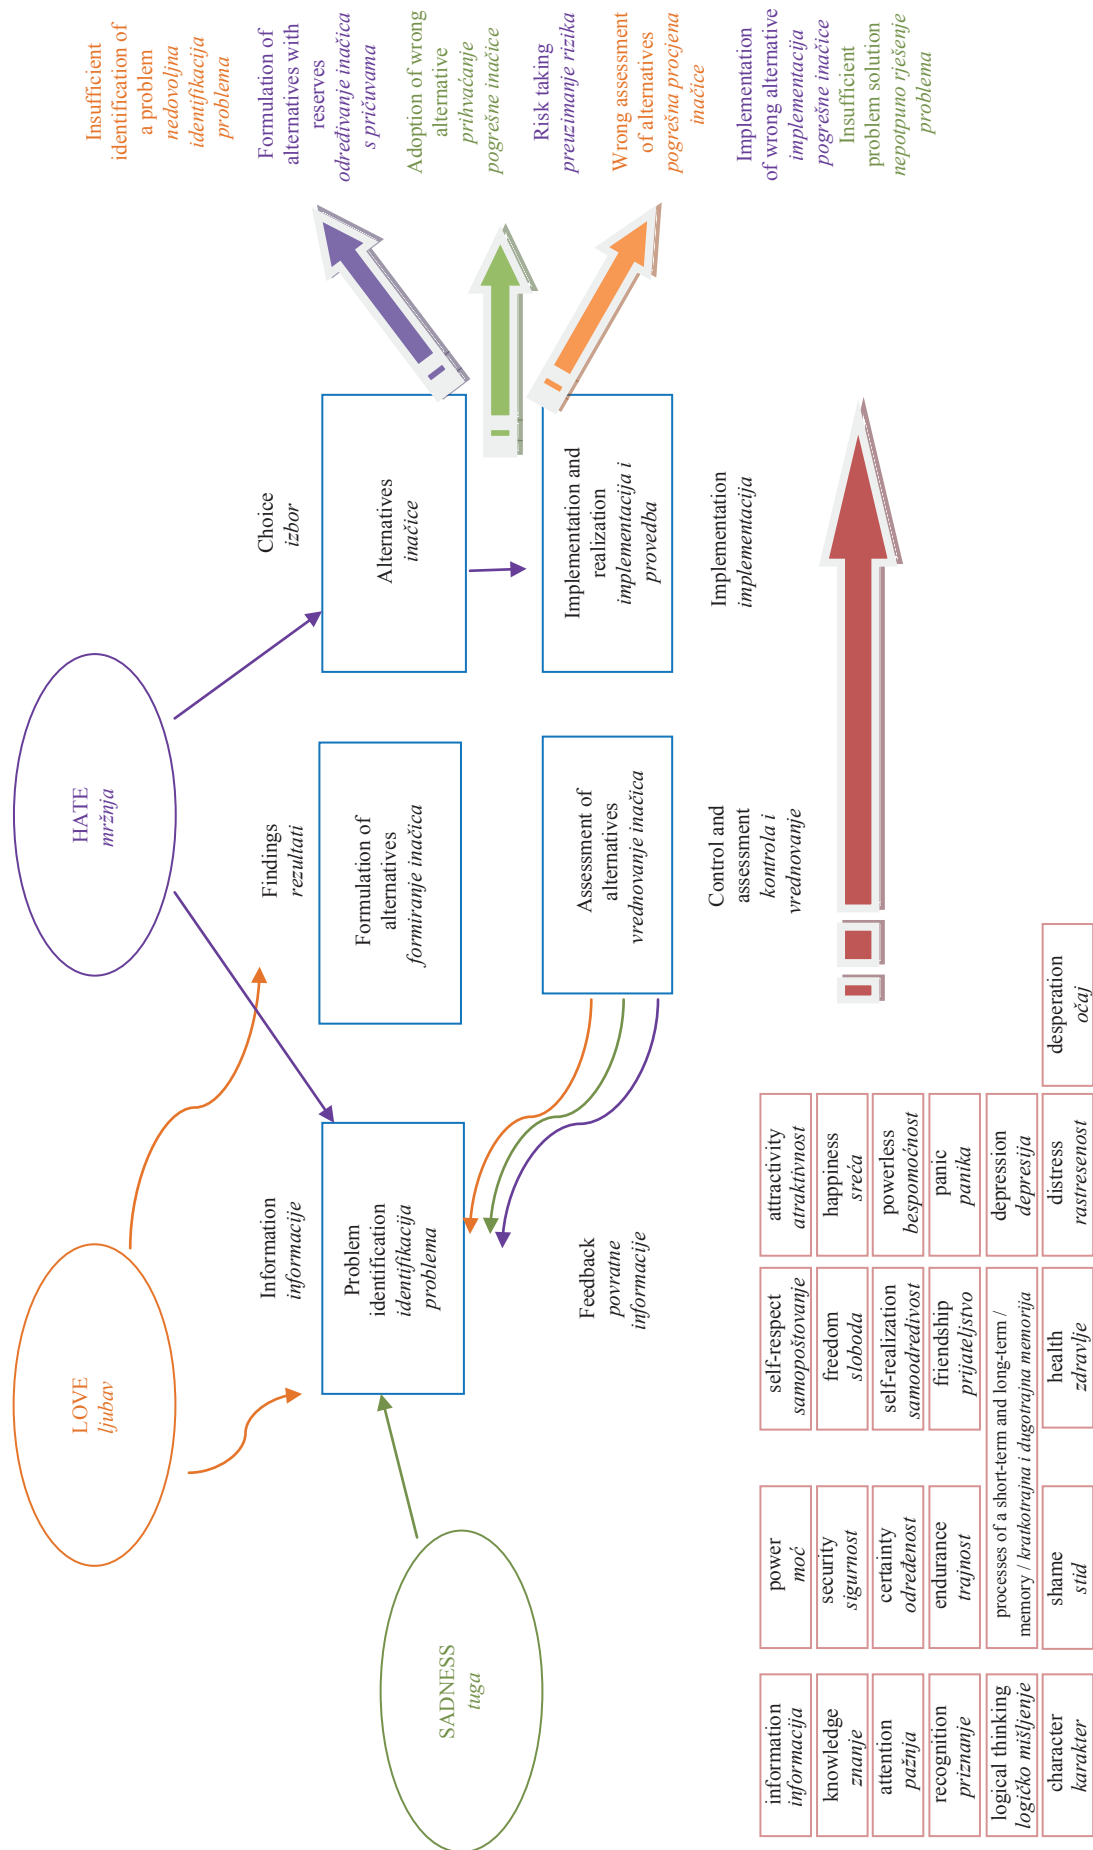 LOVE
ljubav
HATE
mržnja
SADNESS
tuga
Information
informacije
Problem
identification
identifikacija
problema
Findings
rezultati
Formulation of
alternatives
formiranje inačica
Choice
izbor
Alternatives
inačice
Feedback
povratne
informacije
Assessment of
alternatives
vrednovanje inačica
Control and
assessment
kontrola i
vrednovanje
Implementation and
realization
implementacija i
provedba
Implementation
implementacija
Insufficient
identification of
a problem
nedovoljna
identifikacija
problema
Formulation of
alternatives with
reserves
određivanje inačica
s pričuvama
Adoption of wrong
alternative
prihvaćanje
pogrešne inačice
Risk taking
preuzimanje rizika
Wrong assessment
of alternatives
pogrešna procjena
inačice
Implementation
of wrong alternative
implementacija
pogrešne inačice
Insufficient
problem solution
nepotpuno rješenje
problema
information
informacija
power
moć
self-respect
samopoštovanje
attractivity
atraktivnost
knowledge
znanje
security
sigurnost
freedom
sloboda
happiness
sreća
attention
pažnja
certainty
određenost
self-realization
samoodredivost
powerless
bespomoćnost
recognition
priznanje
endurance
trajnost
friendship
prijateljstvo
panic
panika
logical thinking
logičko mišljenje
processes of a short-term and long-term /
memory / kratkotrajna i dugotrajna memorija
depression
depresija
character
karakter
shame
stid
health
zdravlje
distress
rastresenost
desperation
očaj